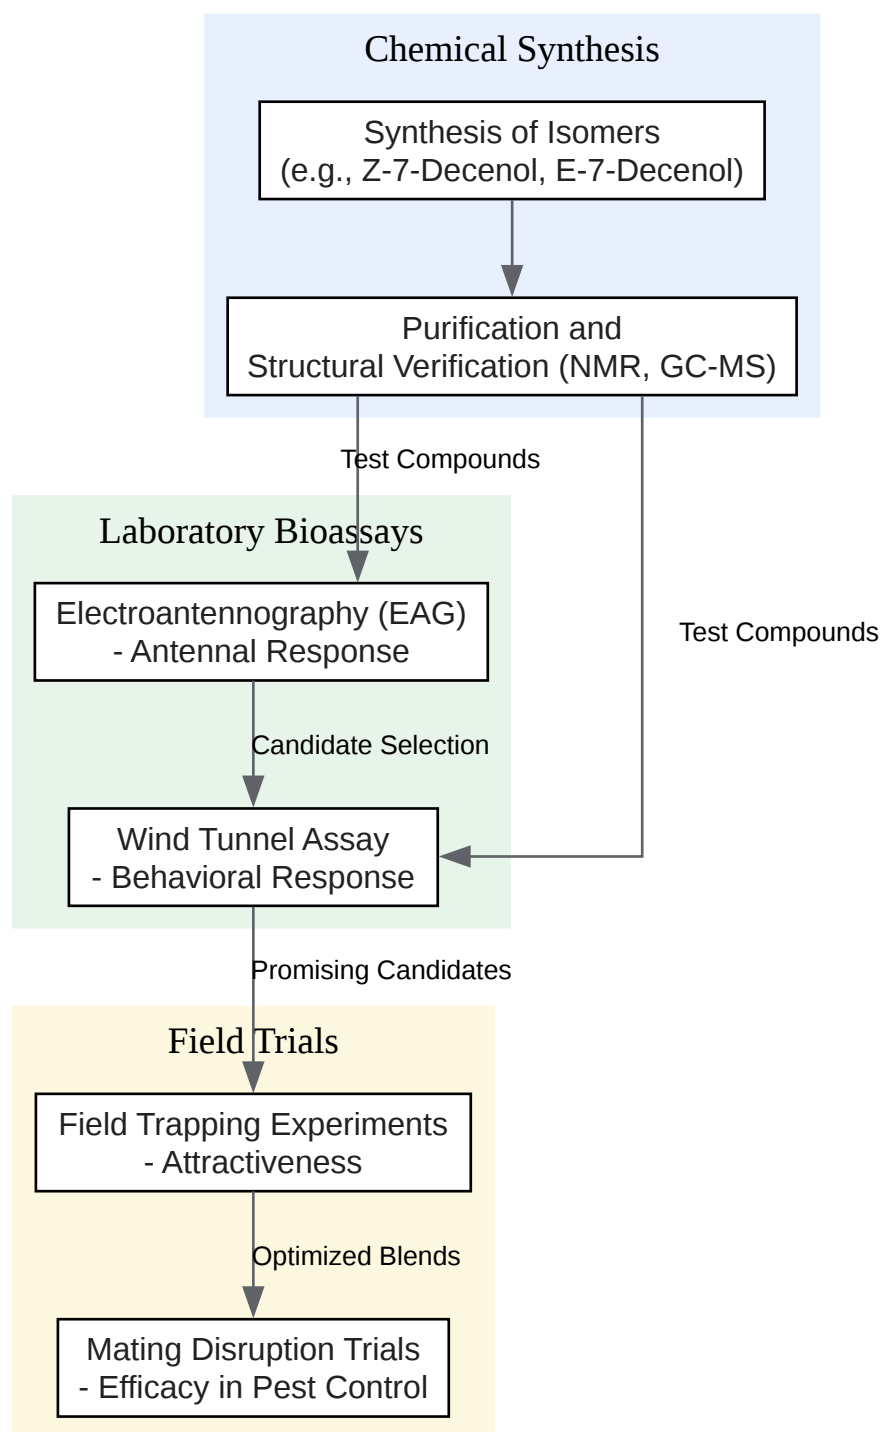 Chemical Synthesis
Synthesis of Isomers
(e.g., Z-7-Decenol, E-7-Decenol)
Purification and
Structural Verification (NMR, GC-MS)
Test Compounds
Laboratory Bioassays
Electroantennography (EAG)
- Antennal Response
Test Compounds
Candidate Selection
Wind Tunnel Assay
- Behavioral Response
Promising Candidates
Field Trials
Field Trapping Experiments
- Attractiveness
Optimized Blends
Mating Disruption Trials
- Efficacy in Pest Control